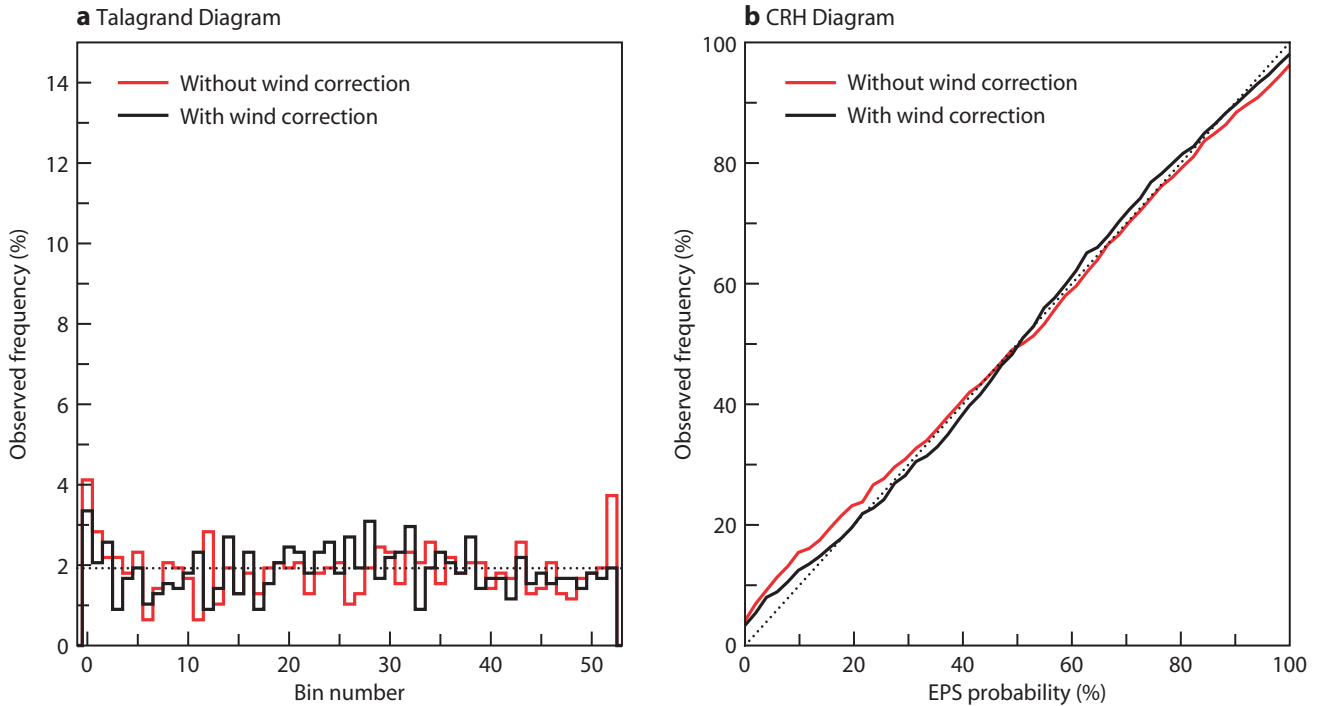 a Talagrand Diagram
Observed frequency (%)
14
12
10
8
6
4
2
0
Without wind correction
With wind correction
0 10 20 30 40 50
Bin number
b CRH Diagram
Observed frequency (%)
100
80
60
40
20
0
Without wind correction
With wind correction
0 20 40 60 80 100
EPS probability (%)